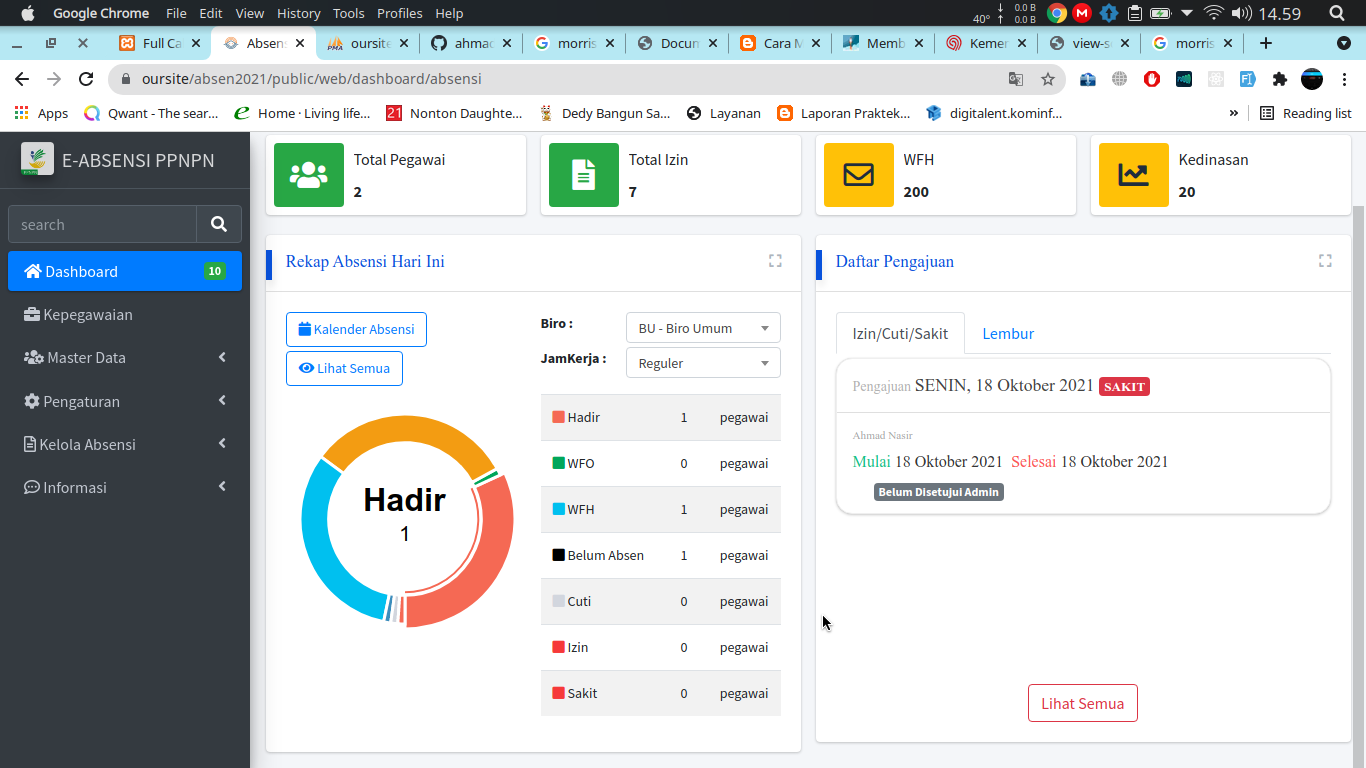 Google Chrome File Edit View History Tools Profiles Help
40° 0.0 B 0.0 B 14.59
Full Ca Absen oursite ahmac morris Docun Cara M Memb Kemer view-s morris
oursite/absen2021/public/web/dashboard/absensi
Apps Qwant - The sear... Home · Living life... 21 Nonton Daughte... Dedy Bangun Sa... Layanan Laporan Praktek... digitalent.kominf... » Reading list
E-ABSENSI PPNPN
search
Dashboard 10
Kepegawaian
Master Data
Pengaturan
Kelola Absensi
Informasi
Total Pegawai
2
Total Izin
7
WFH
200
Kedinasan
20
Rekap Absensi Hari Ini
Kalender Absensi
Lihat Semua
Biro : BU - Biro Umum
JamKerja : Reguler
Hadir
1
Hadir 1 pegawai
WFO 0 pegawai
WFH 1 pegawai
Belum Absen 1 pegawai
Cuti 0 pegawai
Izin 0 pegawai
Sakit 0 pegawai
Daftar Pengajuan
Izin/Cuti/Sakit Lembur
Pengajuan SENIN, 18 Oktober 2021 SAKIT
Ahmad Nasir
Mulai 18 Oktober 2021 Selesai 18 Oktober 2021
Belum Disetujui Admin
Lihat Semua